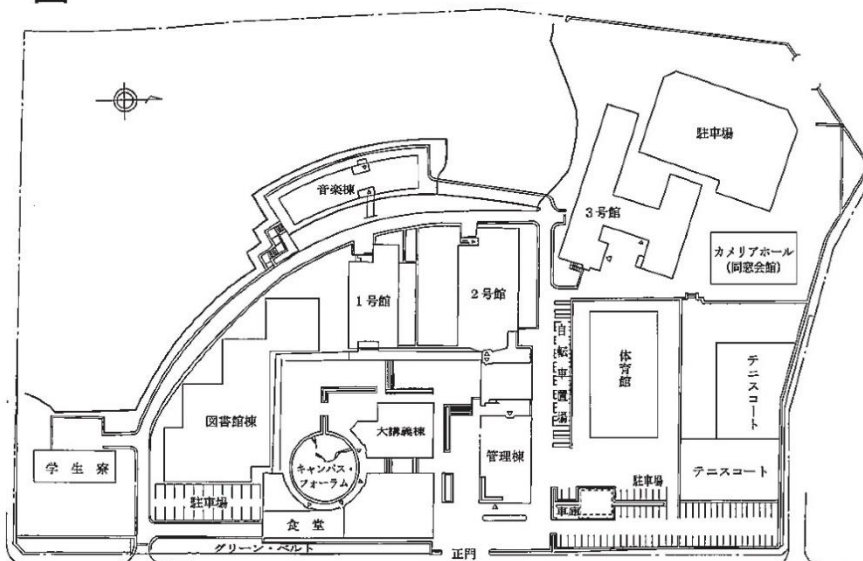 駐車場
音楽棟
3号館
カメリアホール
(同窓会館)
1号館
2号館
自転車置場
体育館
テニスコート
図書館棟
大講義棟
キャンパス・
フォーラム
管理棟
学生寮
駐車場
駐車場
テニスコート
車庫
食堂
グリーン・ベルト
正門